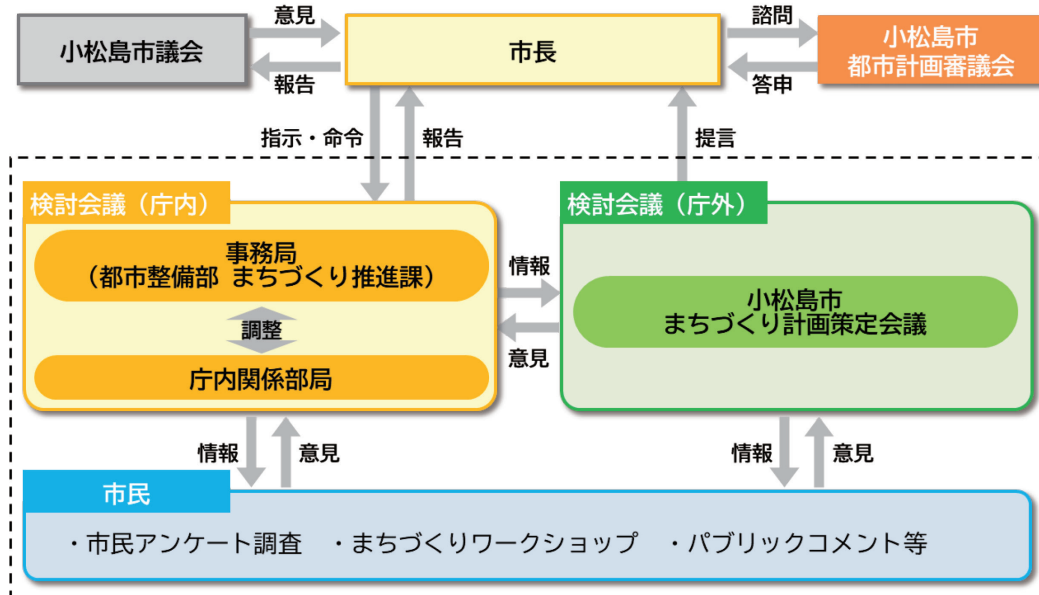 意見
諮問
小松島市議会
市長
小松島市
都市計画審議会
報告
答申
指示・命令
報告
提言
検討会議（庁内）
検討会議（庁外）
事務局
（都市整備部 まちづくり推進課）
情報
小松島市
まちづくり計画策定会議
調整
意見
庁内関係部局
情報
意見
情報
意見
市民
・市民アンケート調査 ・まちづくりワークショップ ・パブリックコメント等